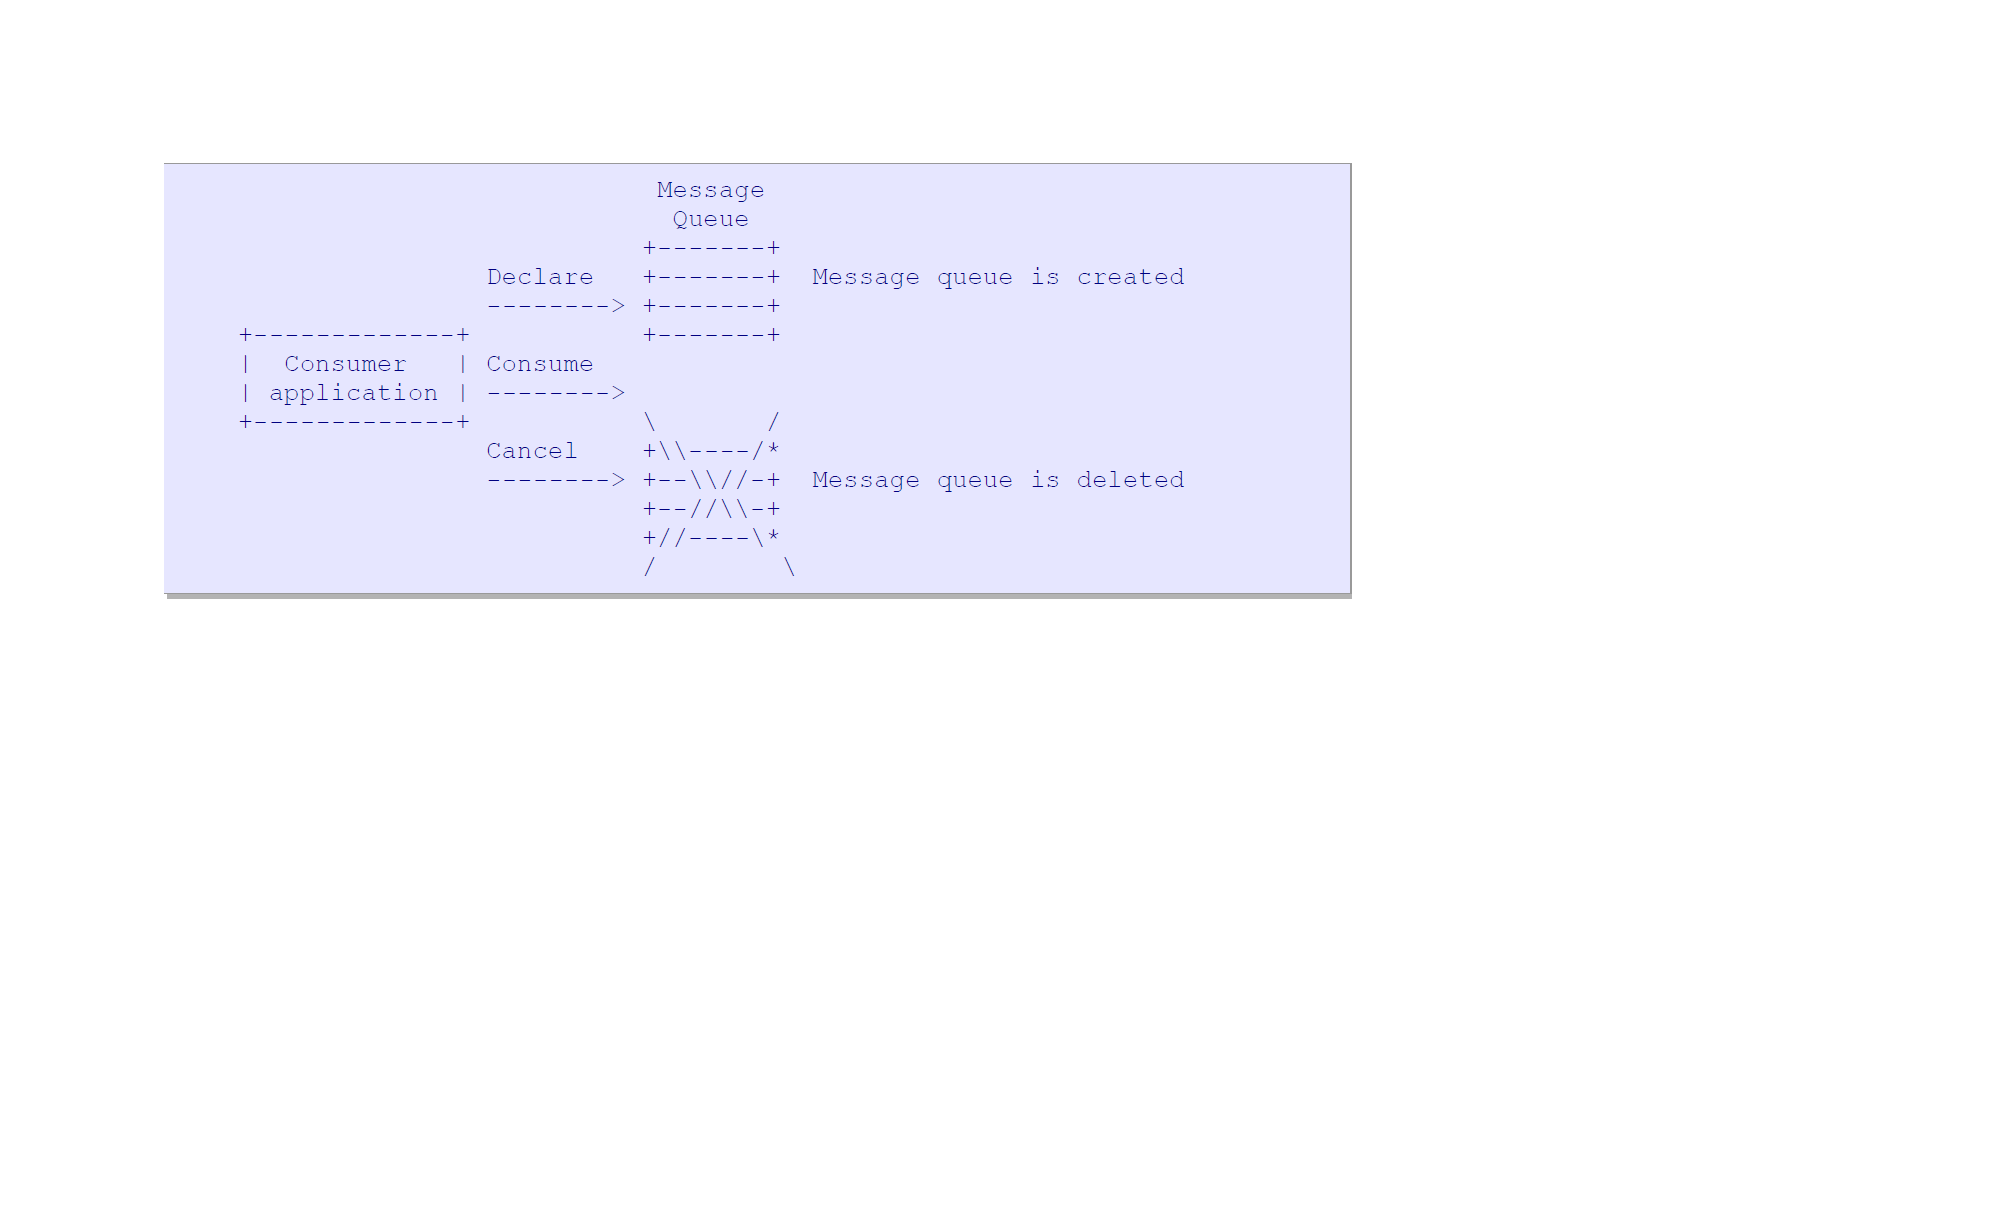 Message
                            Queue
                          +-------+
                Declare   +-------+  Message queue is created
                --------> +-------+
+-------------+           +-------+
|  Consumer   | Consume
| application | -------->
+-------------+           \       /
                Cancel    +\\----/*
                --------> +--\\//-+  Message queue is deleted
                          +--//\\-+
                          +//----\*
                          /        \